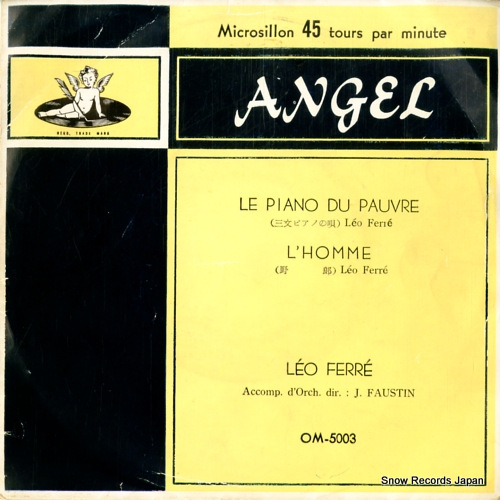 Microsillon 45 tours par minute
REGD. TRADE MARK
ANGEL
LE PIANO DU PAUVRE
(三文ピアノの唄) Léo Ferré
L'HOMME
(野 郎) Léo Ferré
LÉO FERRÉ
Accomp. d'Orch. dir. : J. FAUSTIN
OM-5003
Snow Records Japan